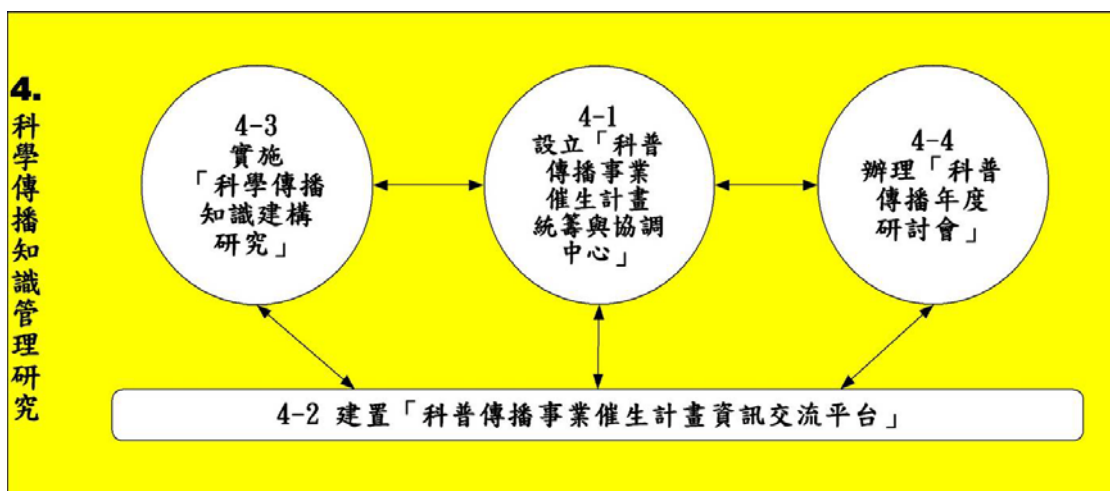 4.科學傳播知識管理研究
4-3
實施
「科學傳播
知識建構
研究」
4-1
設立「科普
傳播事業
催生計畫
統籌與協調
中心」
4-4
辦理「科普
傳播年度
研討會」
4-2 建置「科普傳播事業催生計畫資訊交流平台」